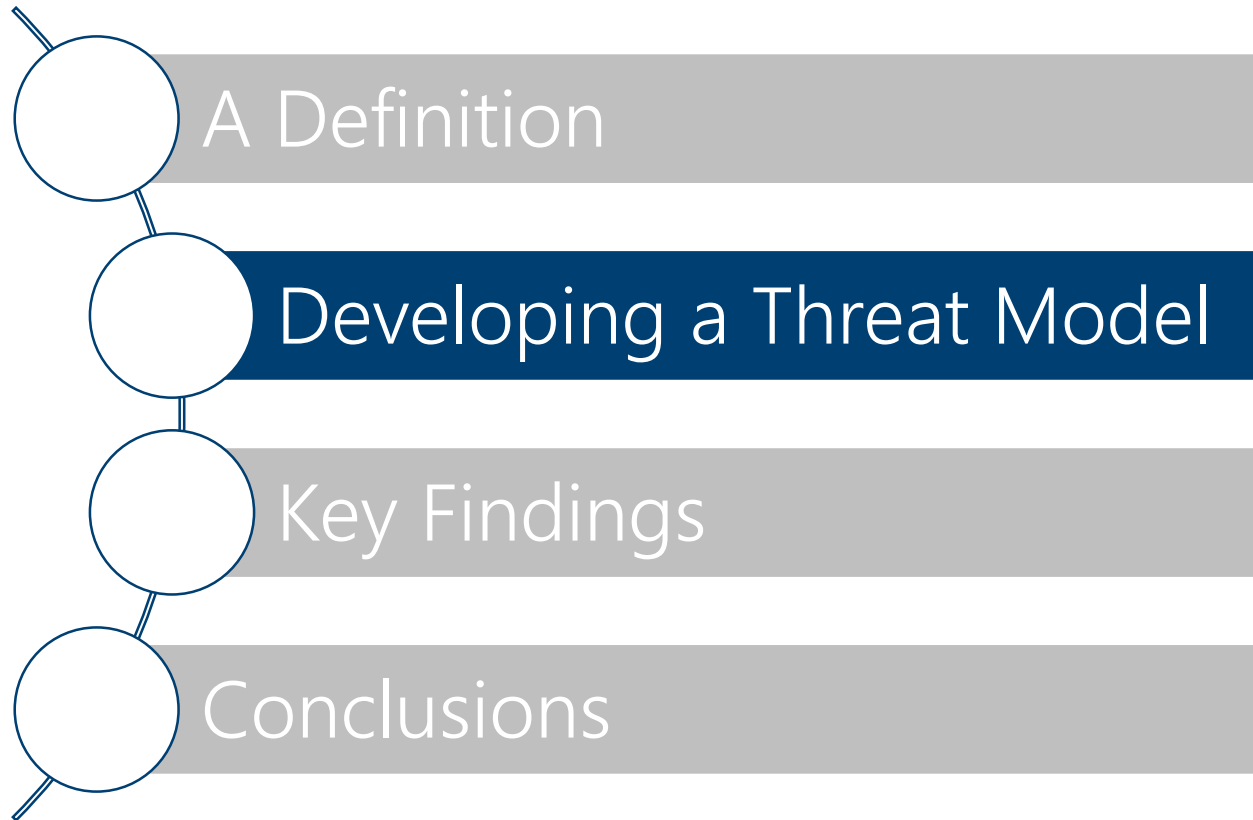 A Definition
Developing a Threat Model
Key Findings
Conclusions